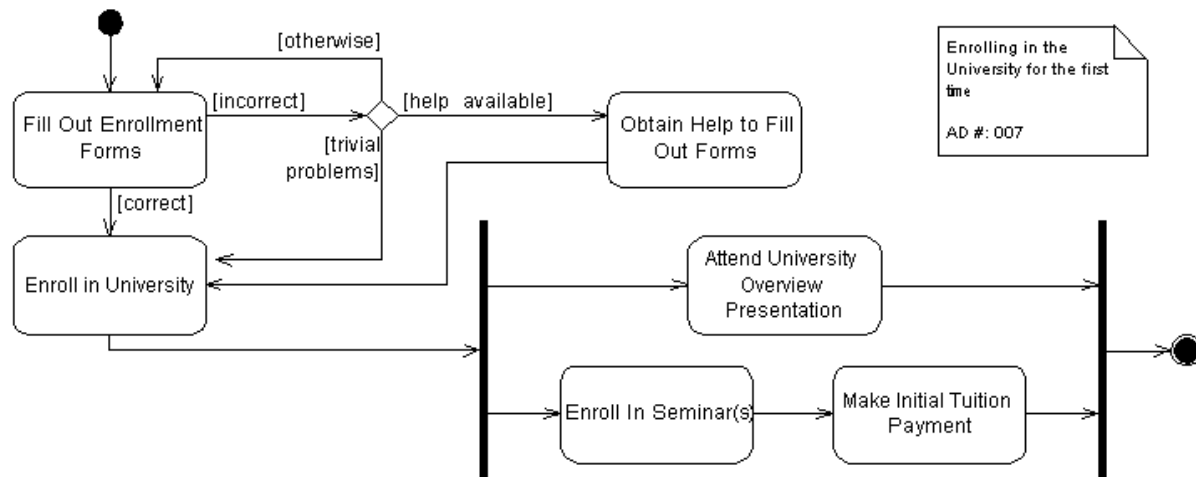 [otherwise]
Enrolling in the
University for the first
time
AD #: 007
[incorrect]
[help available]
Fill Out Enrollment
Forms
Obtain Help to Fill
Out Forms
[trivial
problems]
[correct]
Enroll in University
Attend University
Overview
Presentation
Enroll In Seminar(s)
Make Initial Tuition
Payment